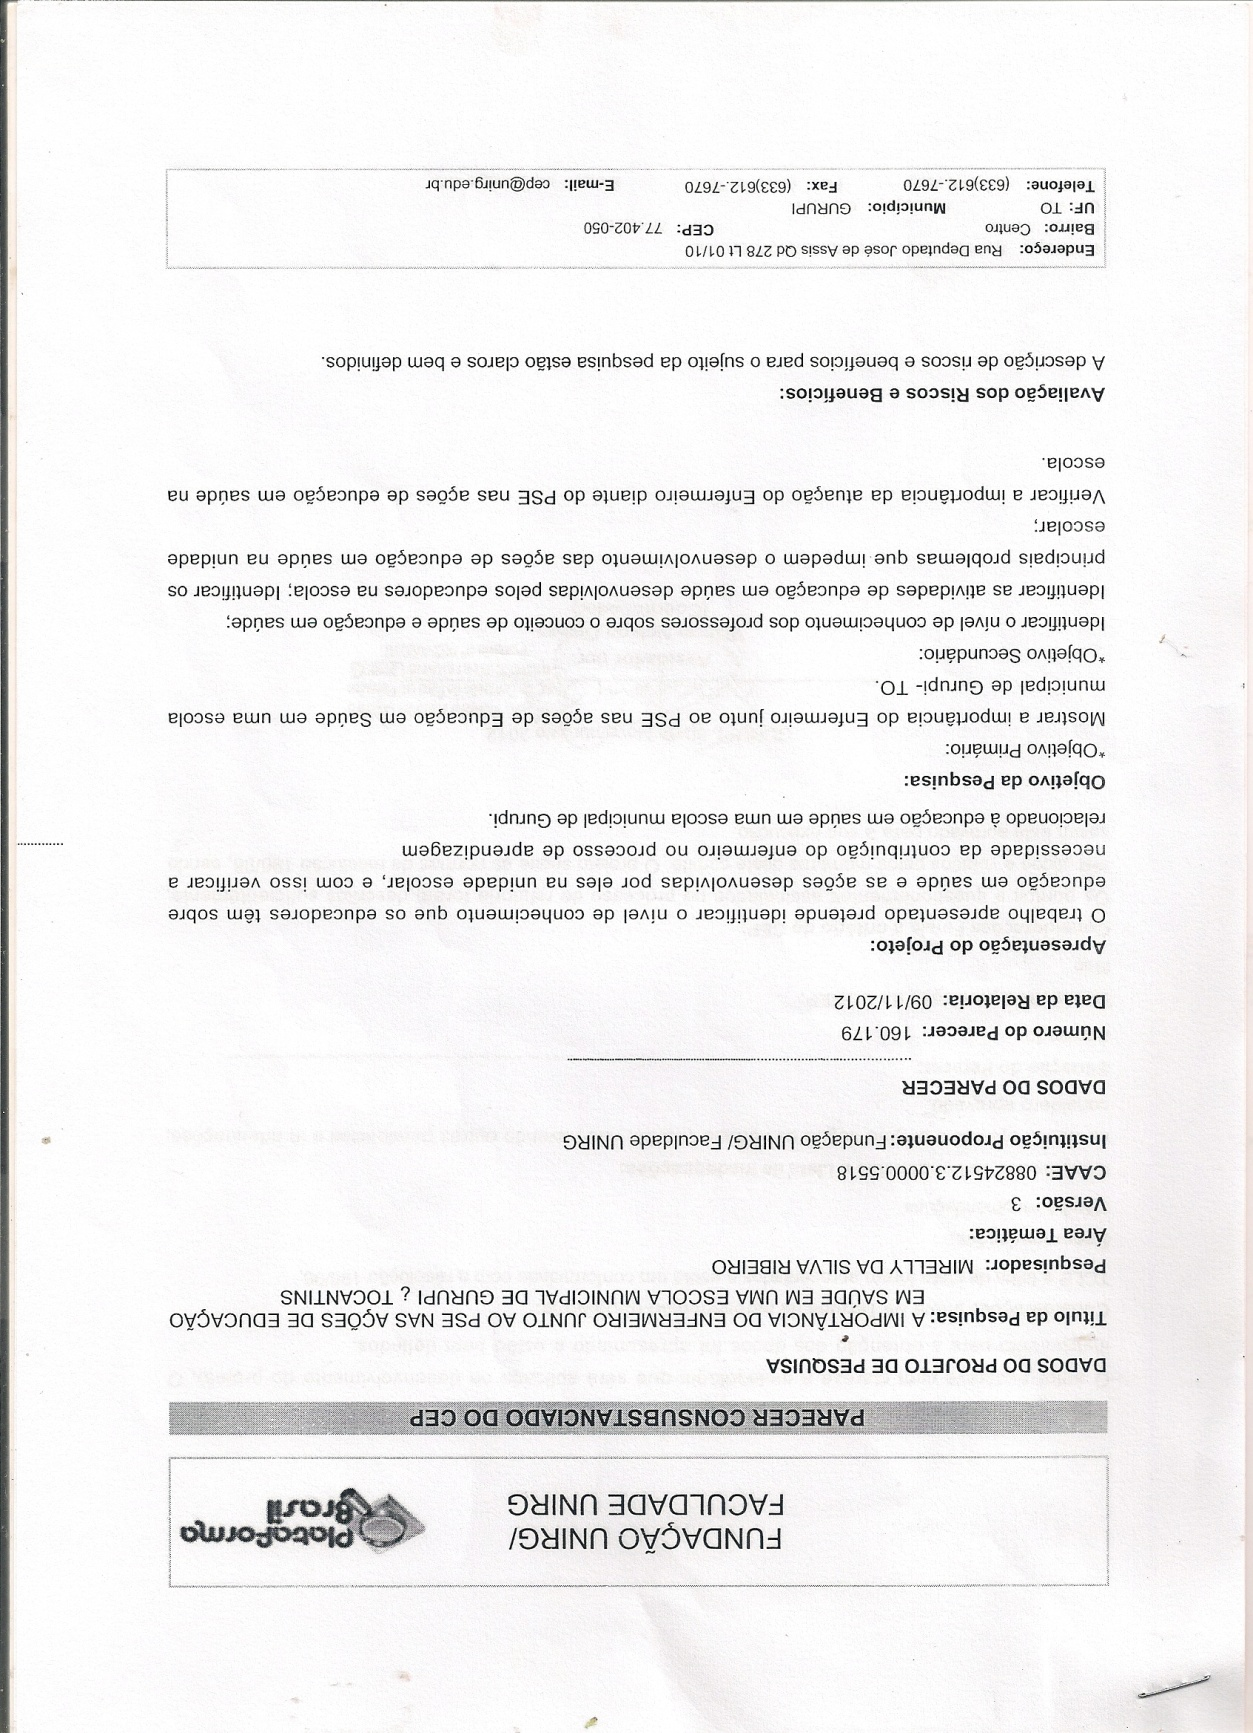 FUNDAÇÃO UNIRG/
FACULDADE UNIRG
Plataforma
Brasil
PARECER CONSUBSTANCIADO DO CEP
DADOS DO PROJETO DE PESQUISA
Título da Pesquisa: A IMPORTÂNCIA DO ENFERMEIRO JUNTO AO PSE NAS AÇÕES DE EDUCAÇÃO
EM SAÚDE EM UMA ESCOLA MUNICIPAL DE GURUPI ¿ TOCANTINS
Pesquisador: MIRELLY DA SILVA RIBEIRO
Área Temática:
Versão: 3
CAAE: 08824512.3.0000.5518
Instituição Proponente: Fundação UNIRG/ Faculdade UNIRG
DADOS DO PARECER
Número do Parecer: 160.179
Data da Relatoria: 09/11/2012
Apresentação do Projeto:
O trabalho apresentado pretende identificar o nível de conhecimento que os educadores têm sobre
educação em saúde e as ações desenvolvidas por eles na unidade escolar, e com isso verificar a
necessidade da contribuição do enfermeiro no processo de aprendizagem
relacionado à educação em saúde em uma escola municipal de Gurupi.
Objetivo da Pesquisa:
*Objetivo Primário:
Mostrar a importância do Enfermeiro junto ao PSE nas ações de Educação em Saúde em uma escola
municipal de Gurupi- TO.
*Objetivo Secundário:
Identificar o nível de conhecimento dos professores sobre o conceito de saúde e educação em saúde;
Identificar as atividades de educação em saúde desenvolvidas pelos educadores na escola; Identificar os
principais problemas que impedem o desenvolvimento das ações de educação em saúde na unidade
escolar;
Verificar a importância da atuação do Enfermeiro diante do PSE nas ações de educação em saúde na
escola.
Avaliação dos Riscos e Benefícios:
A descrição de riscos e benefícios para o sujeito da pesquisa estão claros e bem definidos.
Endereço: Rua Deputado José de Assis Qd 278 Lt 01/10
Bairro: Centro CEP: 77.402-050
UF: TO Município: GURUPI
Telefone: (633)612.-7670 Fax: (633)612.-7670 E-mail: cep@unirg.edu.br